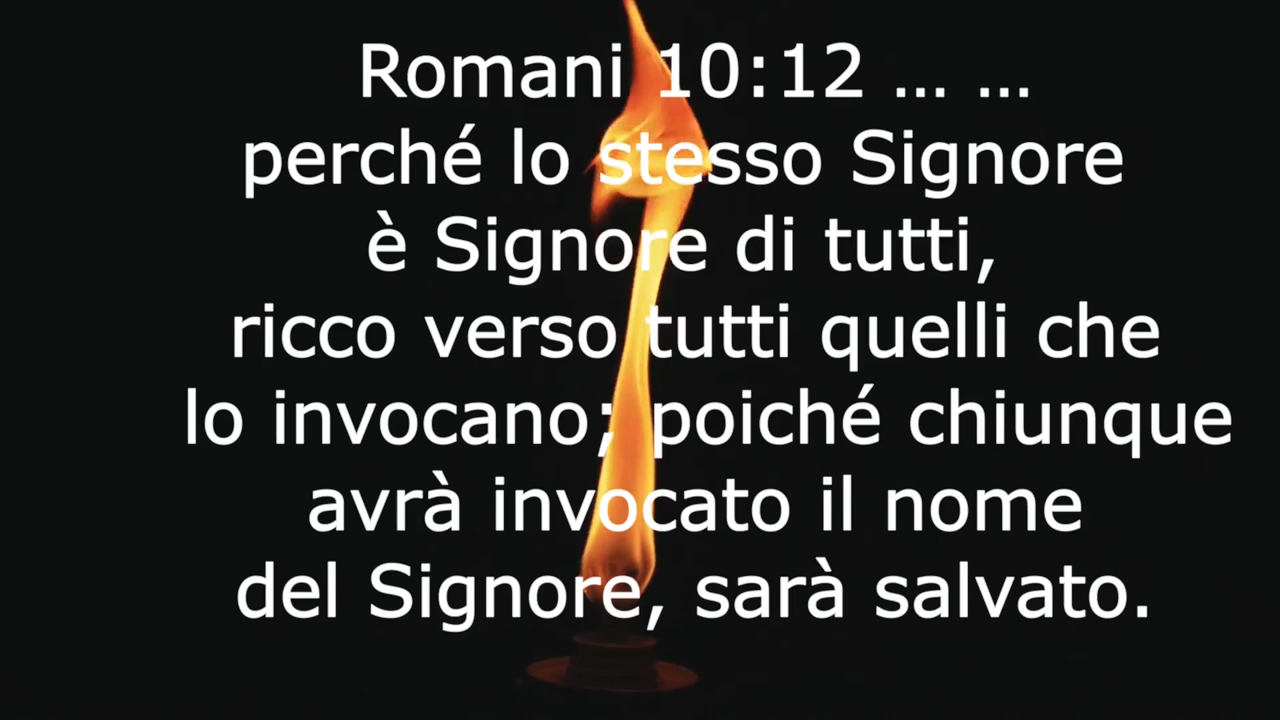 Romani 10:12 ... ...
perché lo stesso Signore
è Signore di tutti,
ricco verso tutti quelli che
lo invocano; poiché chiunque
avrà invocato il nome
del Signore, sarà salvato.